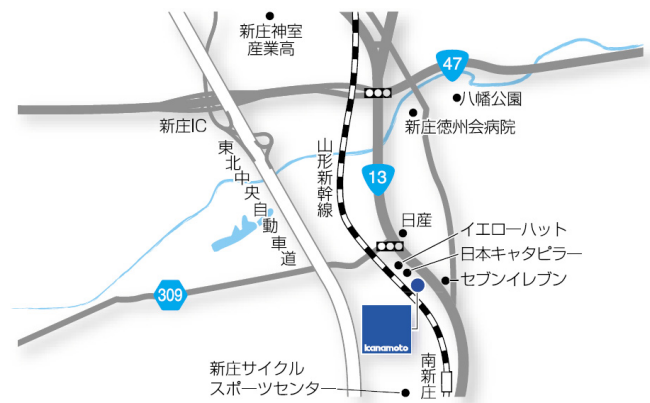 新庄神室
産業高
47
八幡公園
新庄徳州会病院
新庄IC
東北中央自動車道
山形新幹線
13
日産
イエローハット
日本キャタピラー
セブンイレブン
309
kanamoto
南新庄
新庄サイクル
スポーツセンター